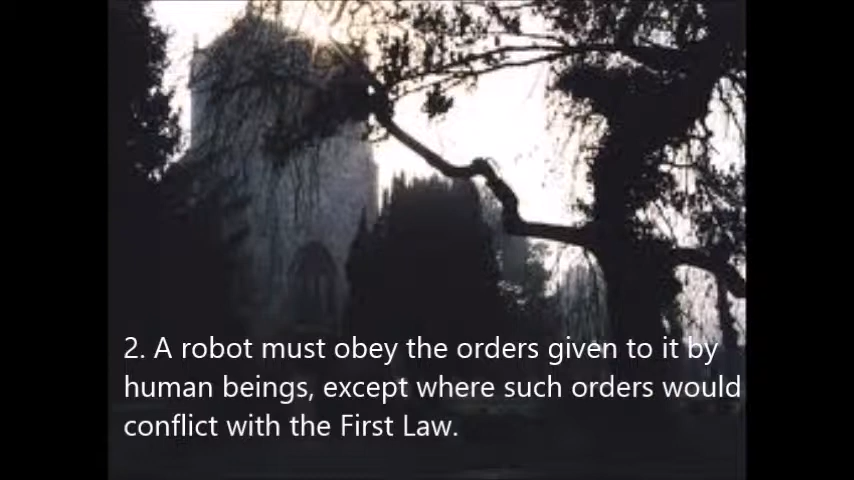 2. A robot must obey the orders given to it by
human beings, except where such orders would
conflict with the First Law.